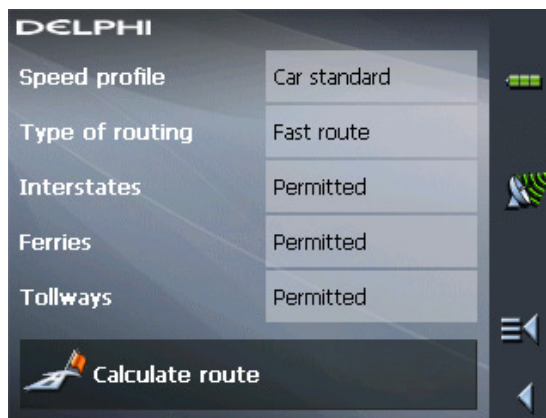 DELPHI
Speed profile Car standard
Type of routing Fast route
Interstates Permitted
Ferries Permitted
Tollways Permitted
Calculate route